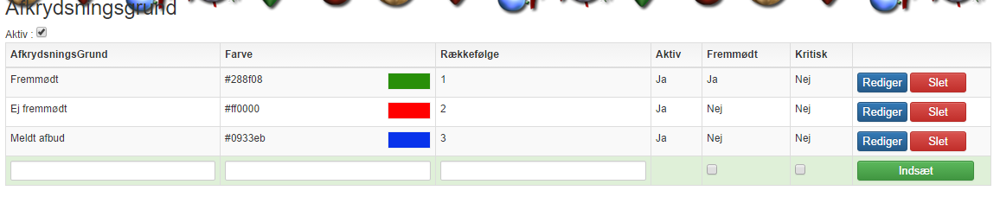 Afkrydsningsgrund
Aktiv :
AfkrydsningsGrund Farve Rækkefølge Aktiv Fremmødt Kritisk
Fremmødt #288f08 1 Ja Ja Nej Rediger Slet
Ej fremmødt #ff0000 2 Ja Nej Nej Rediger Slet
Meldt afbud #0933eb 3 Ja Nej Nej Rediger Slet
Indsæt